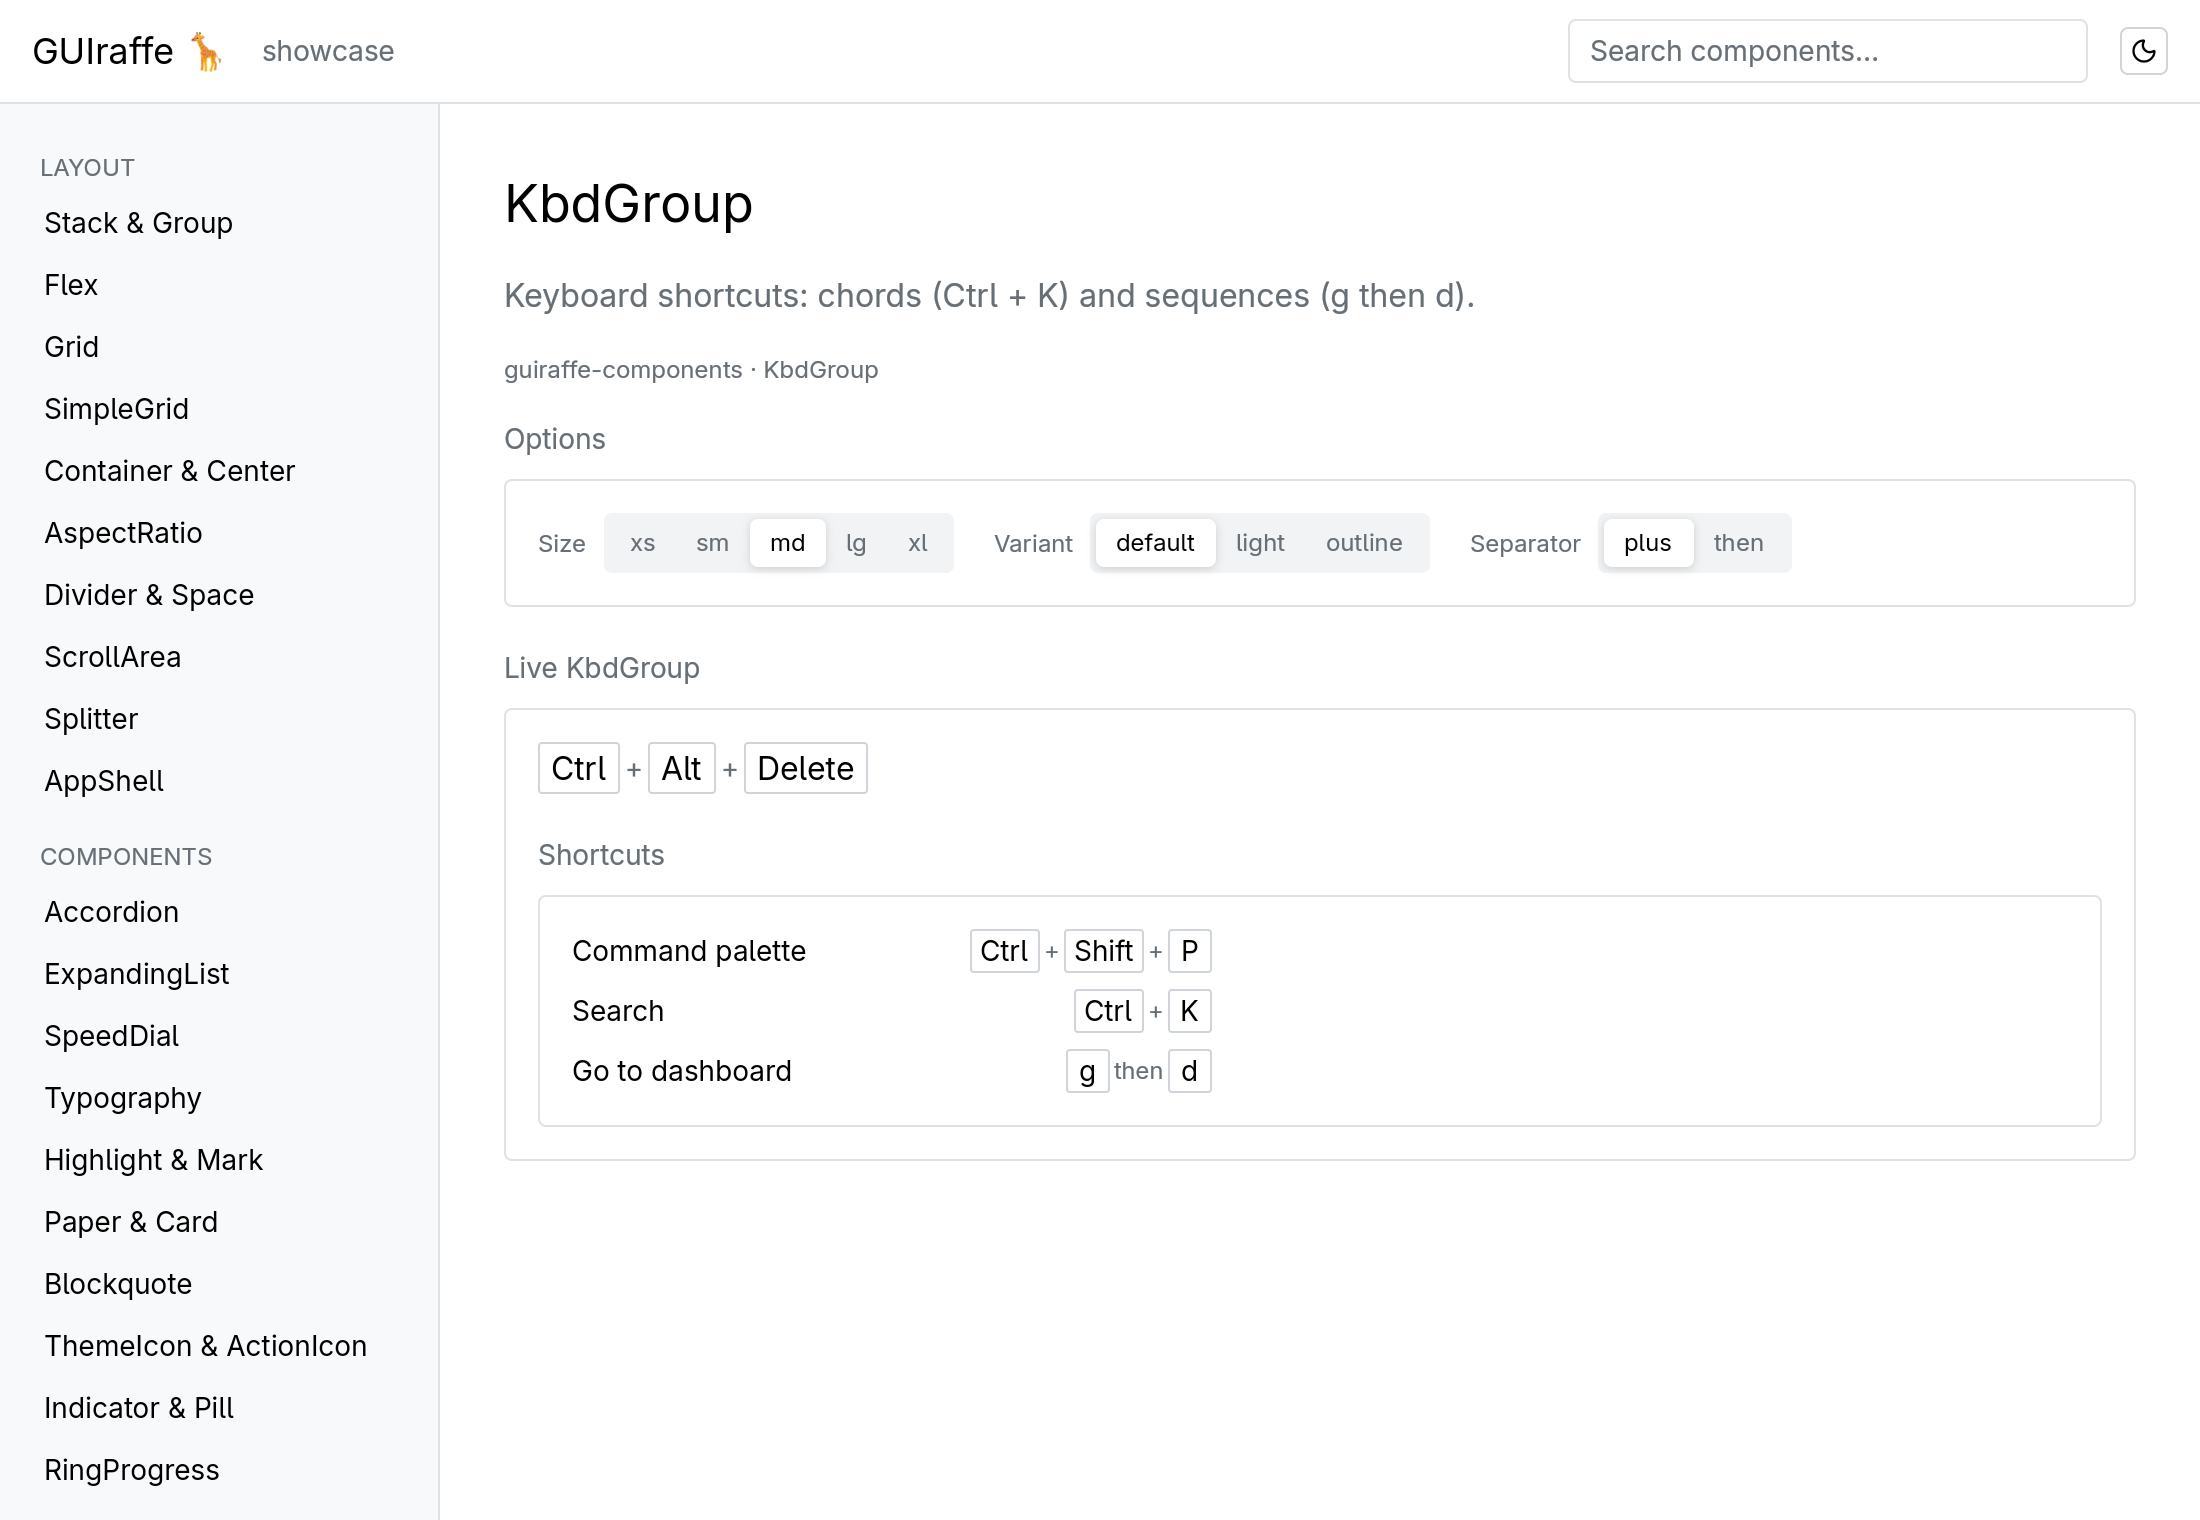 GUIraffe 🦒 showcase Search components...
LAYOUT
Stack & Group
Flex
Grid
SimpleGrid
Container & Center
AspectRatio
Divider & Space
ScrollArea
Splitter
AppShell
COMPONENTS
Accordion
ExpandingList
SpeedDial
Typography
Highlight & Mark
Paper & Card
Blockquote
ThemeIcon & ActionIcon
Indicator & Pill
RingProgress
KbdGroup
Keyboard shortcuts: chords (Ctrl + K) and sequences (g then d).
guiraffe-components · KbdGroup
Options
Size xs sm md lg xl Variant default light outline Separator plus then
Live KbdGroup
Ctrl + Alt + Delete
Shortcuts
Command palette Ctrl + Shift + P
Search Ctrl + K
Go to dashboard g then d